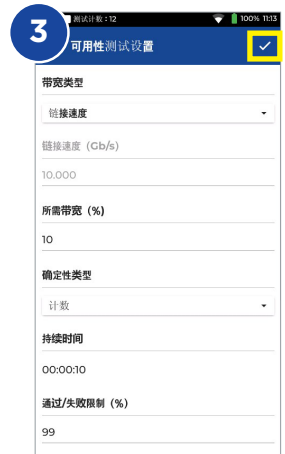 3
测试计数：12 100% 11:13
可用性测试设置
带宽类型
链接速度
链接速度（Gb/s）
10.000
所需带宽（%)
10
确定性类型
计数
持续时间
00:00:10
通过/失败限制（%）
99